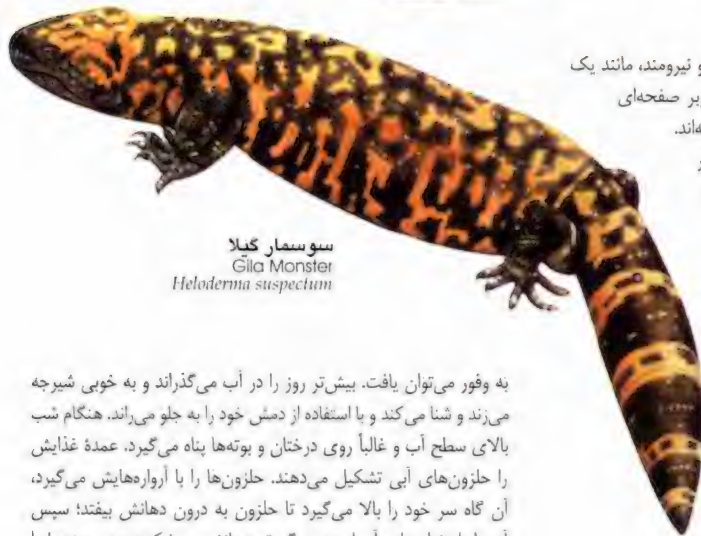 و نیرومند، مانند یک
بر صفحه‌ای
سوسمار گیلا
Gila Monster
Heloderma suspectum
به وفور می‌توان یافت. بیش‌تر روز را در آب می‌گذراند و به خوبی شیرجه
می‌زند و شنا می‌کند و با استفاده از دمش خود را به جلو می‌راند. هنگام شب
بالای سطح آب و غالباً روی درختان و بوته‌ها پناه می‌گیرد. عمدهٔ غذایش
را حلزون‌های آبی تشکیل می‌دهند. حلزون‌ها را با آرواره‌هایش می‌گیرد،
آن گاه سر خود را بالا می‌گیرد تا حلزون به درون دهانش بیفتد؛ سپس